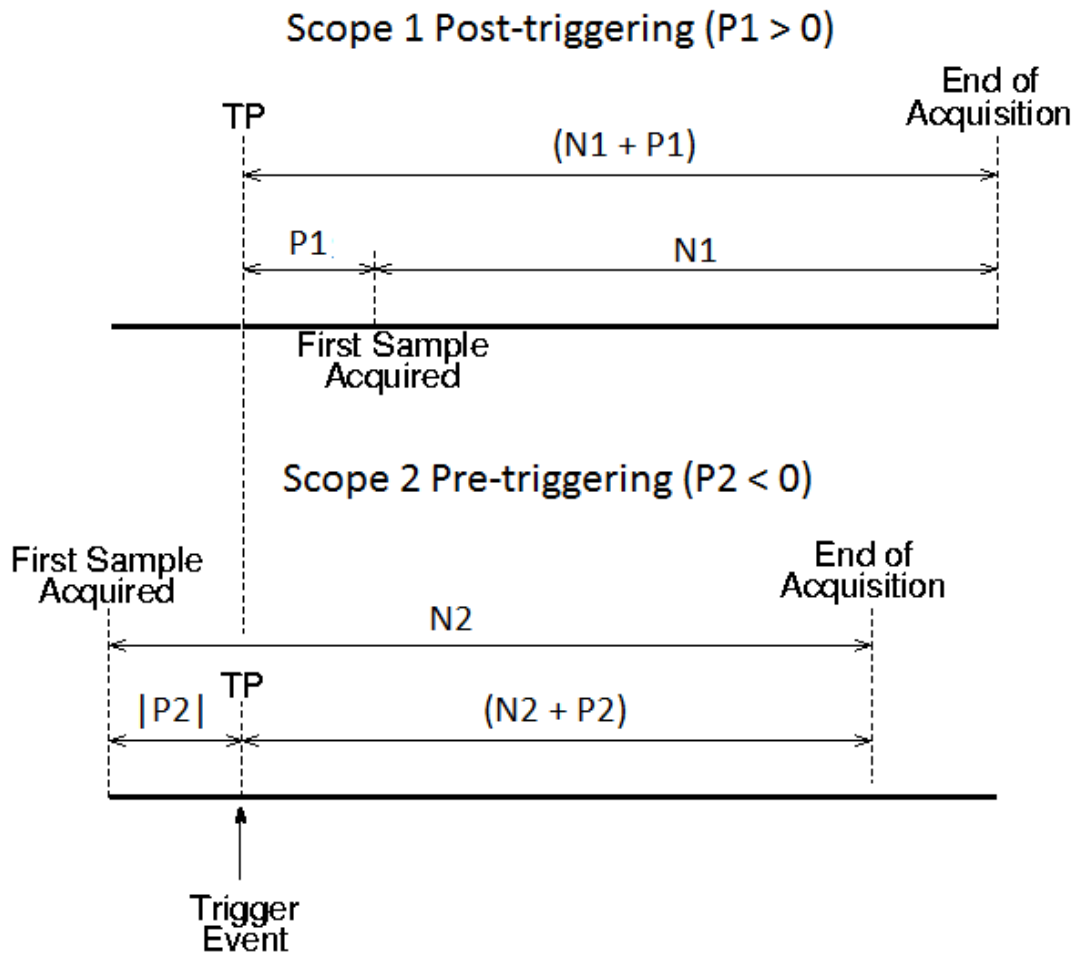 Scope 1 Post-triggering (P1 > 0)
End of
Acquisition
TP
(N1 + P1)
P1
N1
First Sample
Acquired
Scope 2 Pre-triggering (P2 < 0)
First Sample
Acquired
End of
Acquisition
N2
TP
|P2|
(N2 + P2)
Trigger
Event